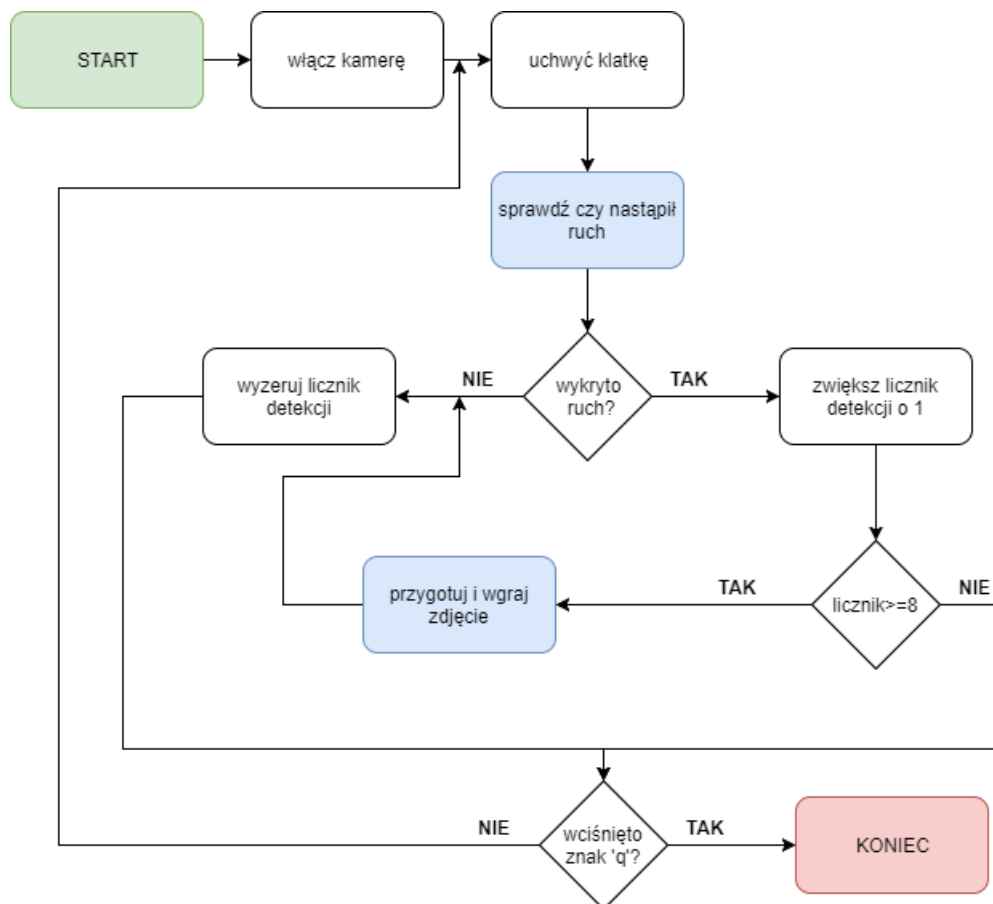 START
włącz kamerę
uchwyć klatkę
sprawdź czy nastąpił
ruch
wyzeruj licznik
detekcji
NIE
wykryto
ruch?
TAK
zwiększ licznik
detekcji o 1
przygotuj i wgraj
zdjęcie
TAK
licznik>=8
NIE
NIE
wciśnięto
znak 'q'?
TAK
KONIEC